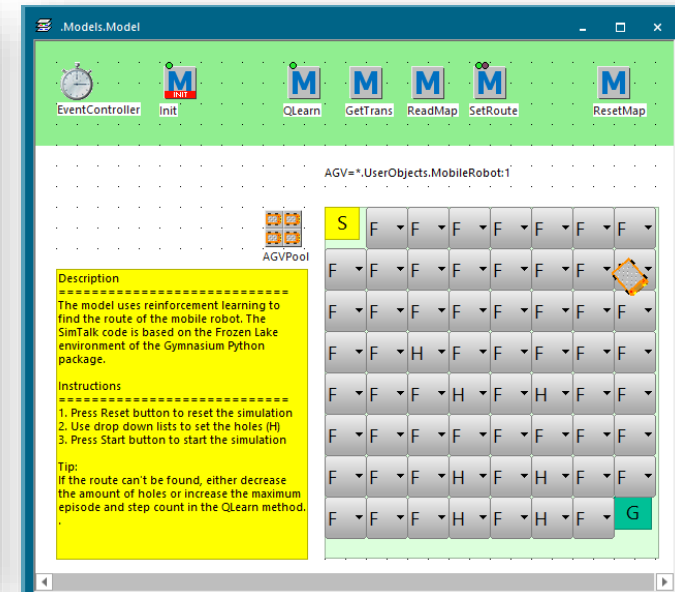 .Models.Model
M M M M M M
INIT
EventController Init QLearn GetTrans ReadMap SetRoute ResetMap
AGV=*.UserObjects.MobileRobot:1
AGVPool
S F F F F F F F
F F F F F F F
F F F F F F F F
F F H F F F F F
F F F H F H F F
F F F F F F F F
F F F H F H F F
F F F H F H F G
Description
============================
The model uses reinforcement learning to
find the route of the mobile robot. The
SimTalk code is based on the Frozen Lake
environment of the Gymnasium Python
package.
Instructions
============================
1. Press Reset button to reset the simulation
2. Use drop down lists to set the holes (H)
3. Press Start button to start the simulation
Tip:
If the route can't be found, either decrease
the amount of holes or increase the maximum
episode and step count in the QLearn method.
.